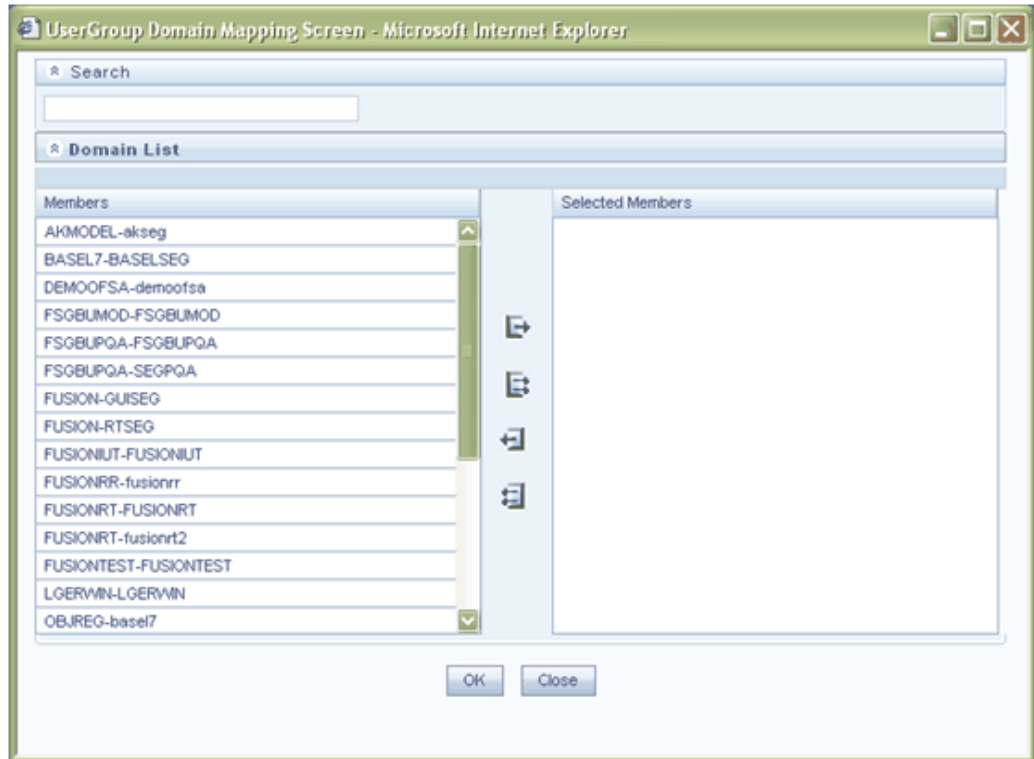 UserGroup Domain Mapping Screen - Microsoft Internet Explorer
Search
Domain List
Members
Selected Members
AKMODEL-akseg
BASEL7-BASELSEG
DEMOOFSA-demoofsa
FSGBUMOD-FSGBUMOD
FSGBUPQA-FSGBUPQA
FSGBUPQA-SEGPQA
FUSION-GUISEG
FUSION-RTSEG
FUSIONIUT-FUSIONIUT
FUSIONRR-fusionrr
FUSIONRT-FUSIONRT
FUSIONRT-fusionrt2
FUSIONTEST-FUSIONTEST
LGERWIN-LGERWIN
OBJREG-basel7
OK
Close